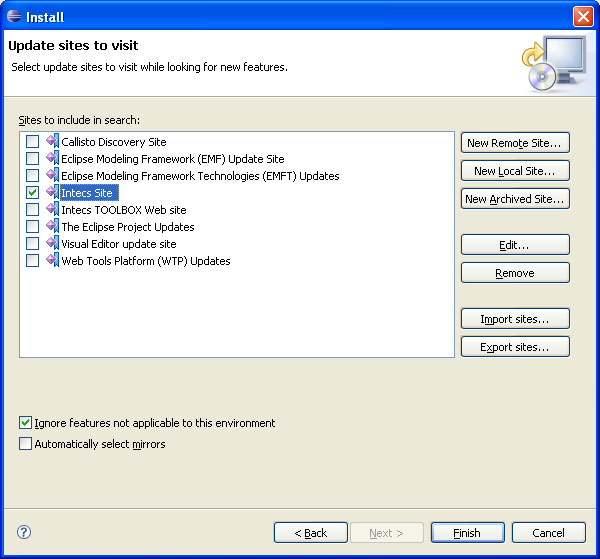 Install
Update sites to visit
Select update sites to visit while looking for new features.
Sites to include in search:
Callisto Discovery Site
Eclipse Modeling Framework (EMF) Update Site
Eclipse Modeling Framework Technologies (EMFT) Updates
Intecs Site
Intecs TOOLBOX Web site
The Eclipse Project Updates
Visual Editor update site
Web Tools Platform (WTP) Updates
New Remote Site...
New Local Site...
New Archived Site...
Edit...
Remove
Import sites...
Export sites...
Ignore features not applicable to this environment
Automatically select mirrors
?
< Back
Next >
Finish
Cancel